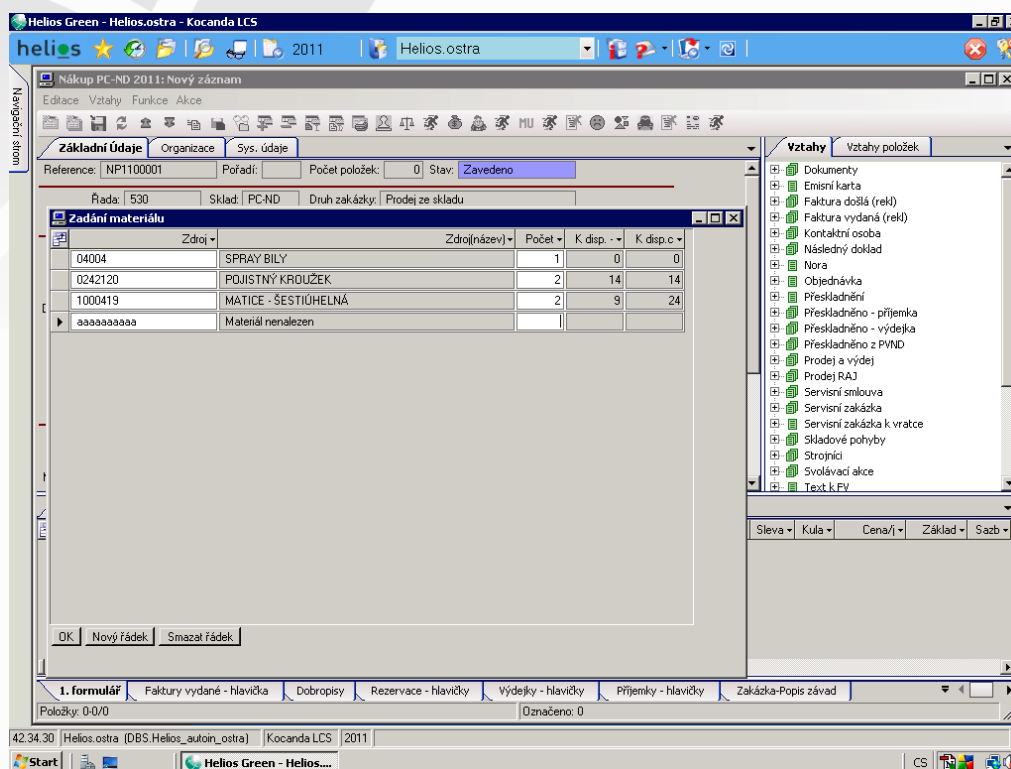 Helios Green - Helios.ostra - Kocanda LCS
helios 2011 Helios.ostra
Navigační strom
Nákup PC-ND 2011: Nový záznam
Editace Vztahy Funkce Akce
Základní Údaje Organizace Sys. údaje
Reference: NP1100001 Pořadí: Počet položek: 0 Stav: Zavedeno
Řada: 530 Sklad: PC-ND Druh zakázky: Prodej ze skladu
Zadání materiálu
Zdroj Zdroj(název) Počet K disp. - K disp.c
04004 SPRAY BILY 1 0 0
0242120 POJISTNÝ KROUŽEK 2 14 14
1000419 MATICE - ŠESTIÚHELNÁ 2 9 24
aaaaaaaaaa Materiál nenalezen
OK Nový řádek Smazat řádek
Vztahy Vztahy položek
Dokumenty
Emisní karta
Faktura došlá (rekl)
Faktura vydaná (rekl)
Kontaktní osoba
Následný doklad
Nora
Objednávka
Přeskladnění
Přeskladněno - příjemka
Přeskladněno - výdejka
Přeskladněno z PVND
Prodej a výdej
Prodej RAJ
Servisní smlouva
Servisní zakázka
Servisní zakázka k vratce
Skladové pohyby
Strojníci
Svolávací akce
Text k FV
Sleva Kula Cena/j Základ Sazb
1. formulář Faktury vydané - hlavička Dobropisy Rezervace - hlavičky Výdejky - hlavičky Příjemky - hlavičky Zakázka-Popis závad
Položky: 0-0/0 Označeno: 0
42.34.30 Helios.ostra (DBS.Helios_autoin_ostra) Kocanda LCS 2011
Start Helios Green - Helios.... CS